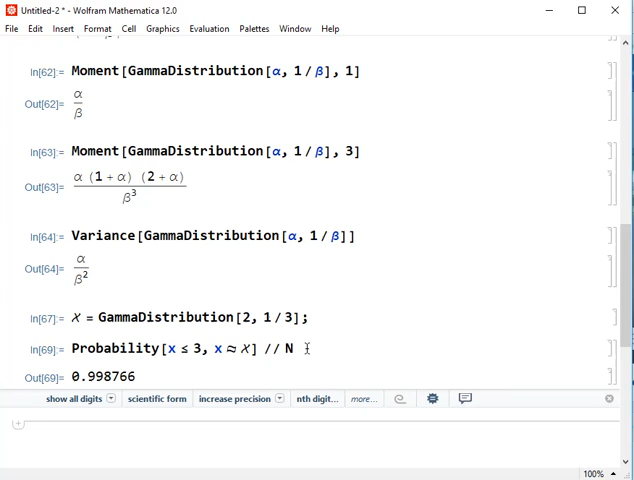 Untitled-2 * - Wolfram Mathematica 12.0
File Edit Insert Format Cell Graphics Evaluation Palettes Window Help
In[62]:= Moment[GammaDistribution[α, 1/β], 1]
Out[62]= α/β
In[63]:= Moment[GammaDistribution[α, 1/β], 3]
Out[63]= α (1 + α) (2 + α)/β³
In[64]:= Variance[GammaDistribution[α, 1/β]]
Out[64]= α/β²
In[67]:= X = GammaDistribution[2, 1/3];
In[69]:= Probability[x ≤ 3, x ≈ X] // N
Out[69]= 0.998766
show all digits scientific form increase precision nth digit... more...
100%